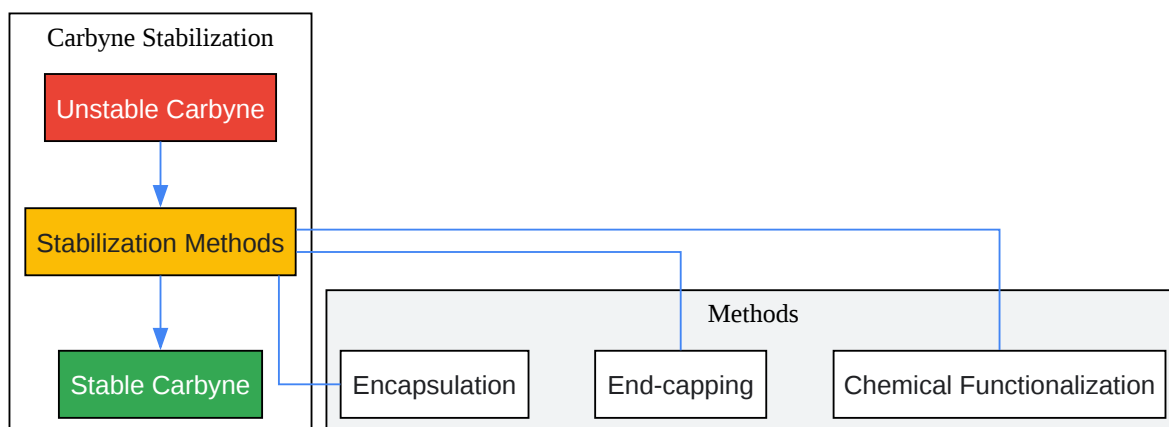 Carbyne Stabilization
Unstable Carbyne
Stabilization Methods
Stable Carbyne
Methods
Encapsulation
End-capping
Chemical Functionalization